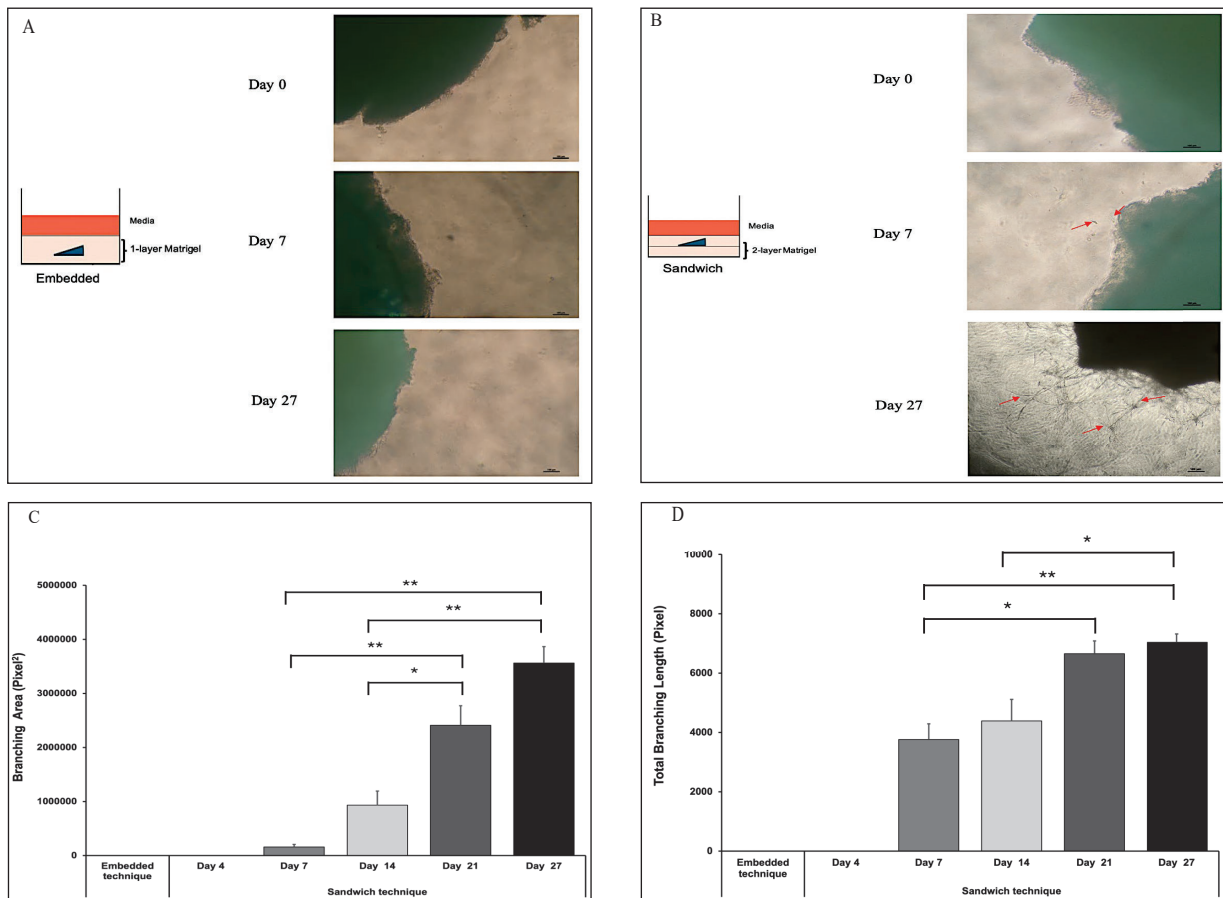 A
Day 0
Media
Day 7
1-layer Matrigel
Embedded
Day 27
B
Day 0
Media
Day 7
2-layer Matrigel
Sandwich
Day 27
C
Branching Area (Pixel²)
5000000
4000000
3000000
2000000
1000000
0
**
**
**
*
Embedded technique
Day 4
Day 7
Day 14
Day 21
Day 27
Sandwich technique
D
Total Branching Length (Pixel)
10000
8000
6000
4000
2000
0
*
**
*
Embedded technique
Day 4
Day 7
Day 14
Day 21
Day 27
Sandwich technique